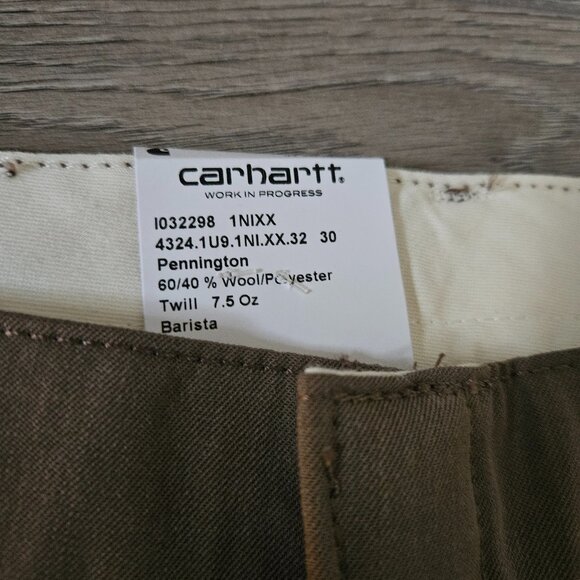 carhartt.
WORK IN PROGRESS
I032298 1NIXX
4324.1U9.1NI.XX.32 30
Pennington
60/40 % Wool/Polyester
Twill 7.5 Oz
Barista